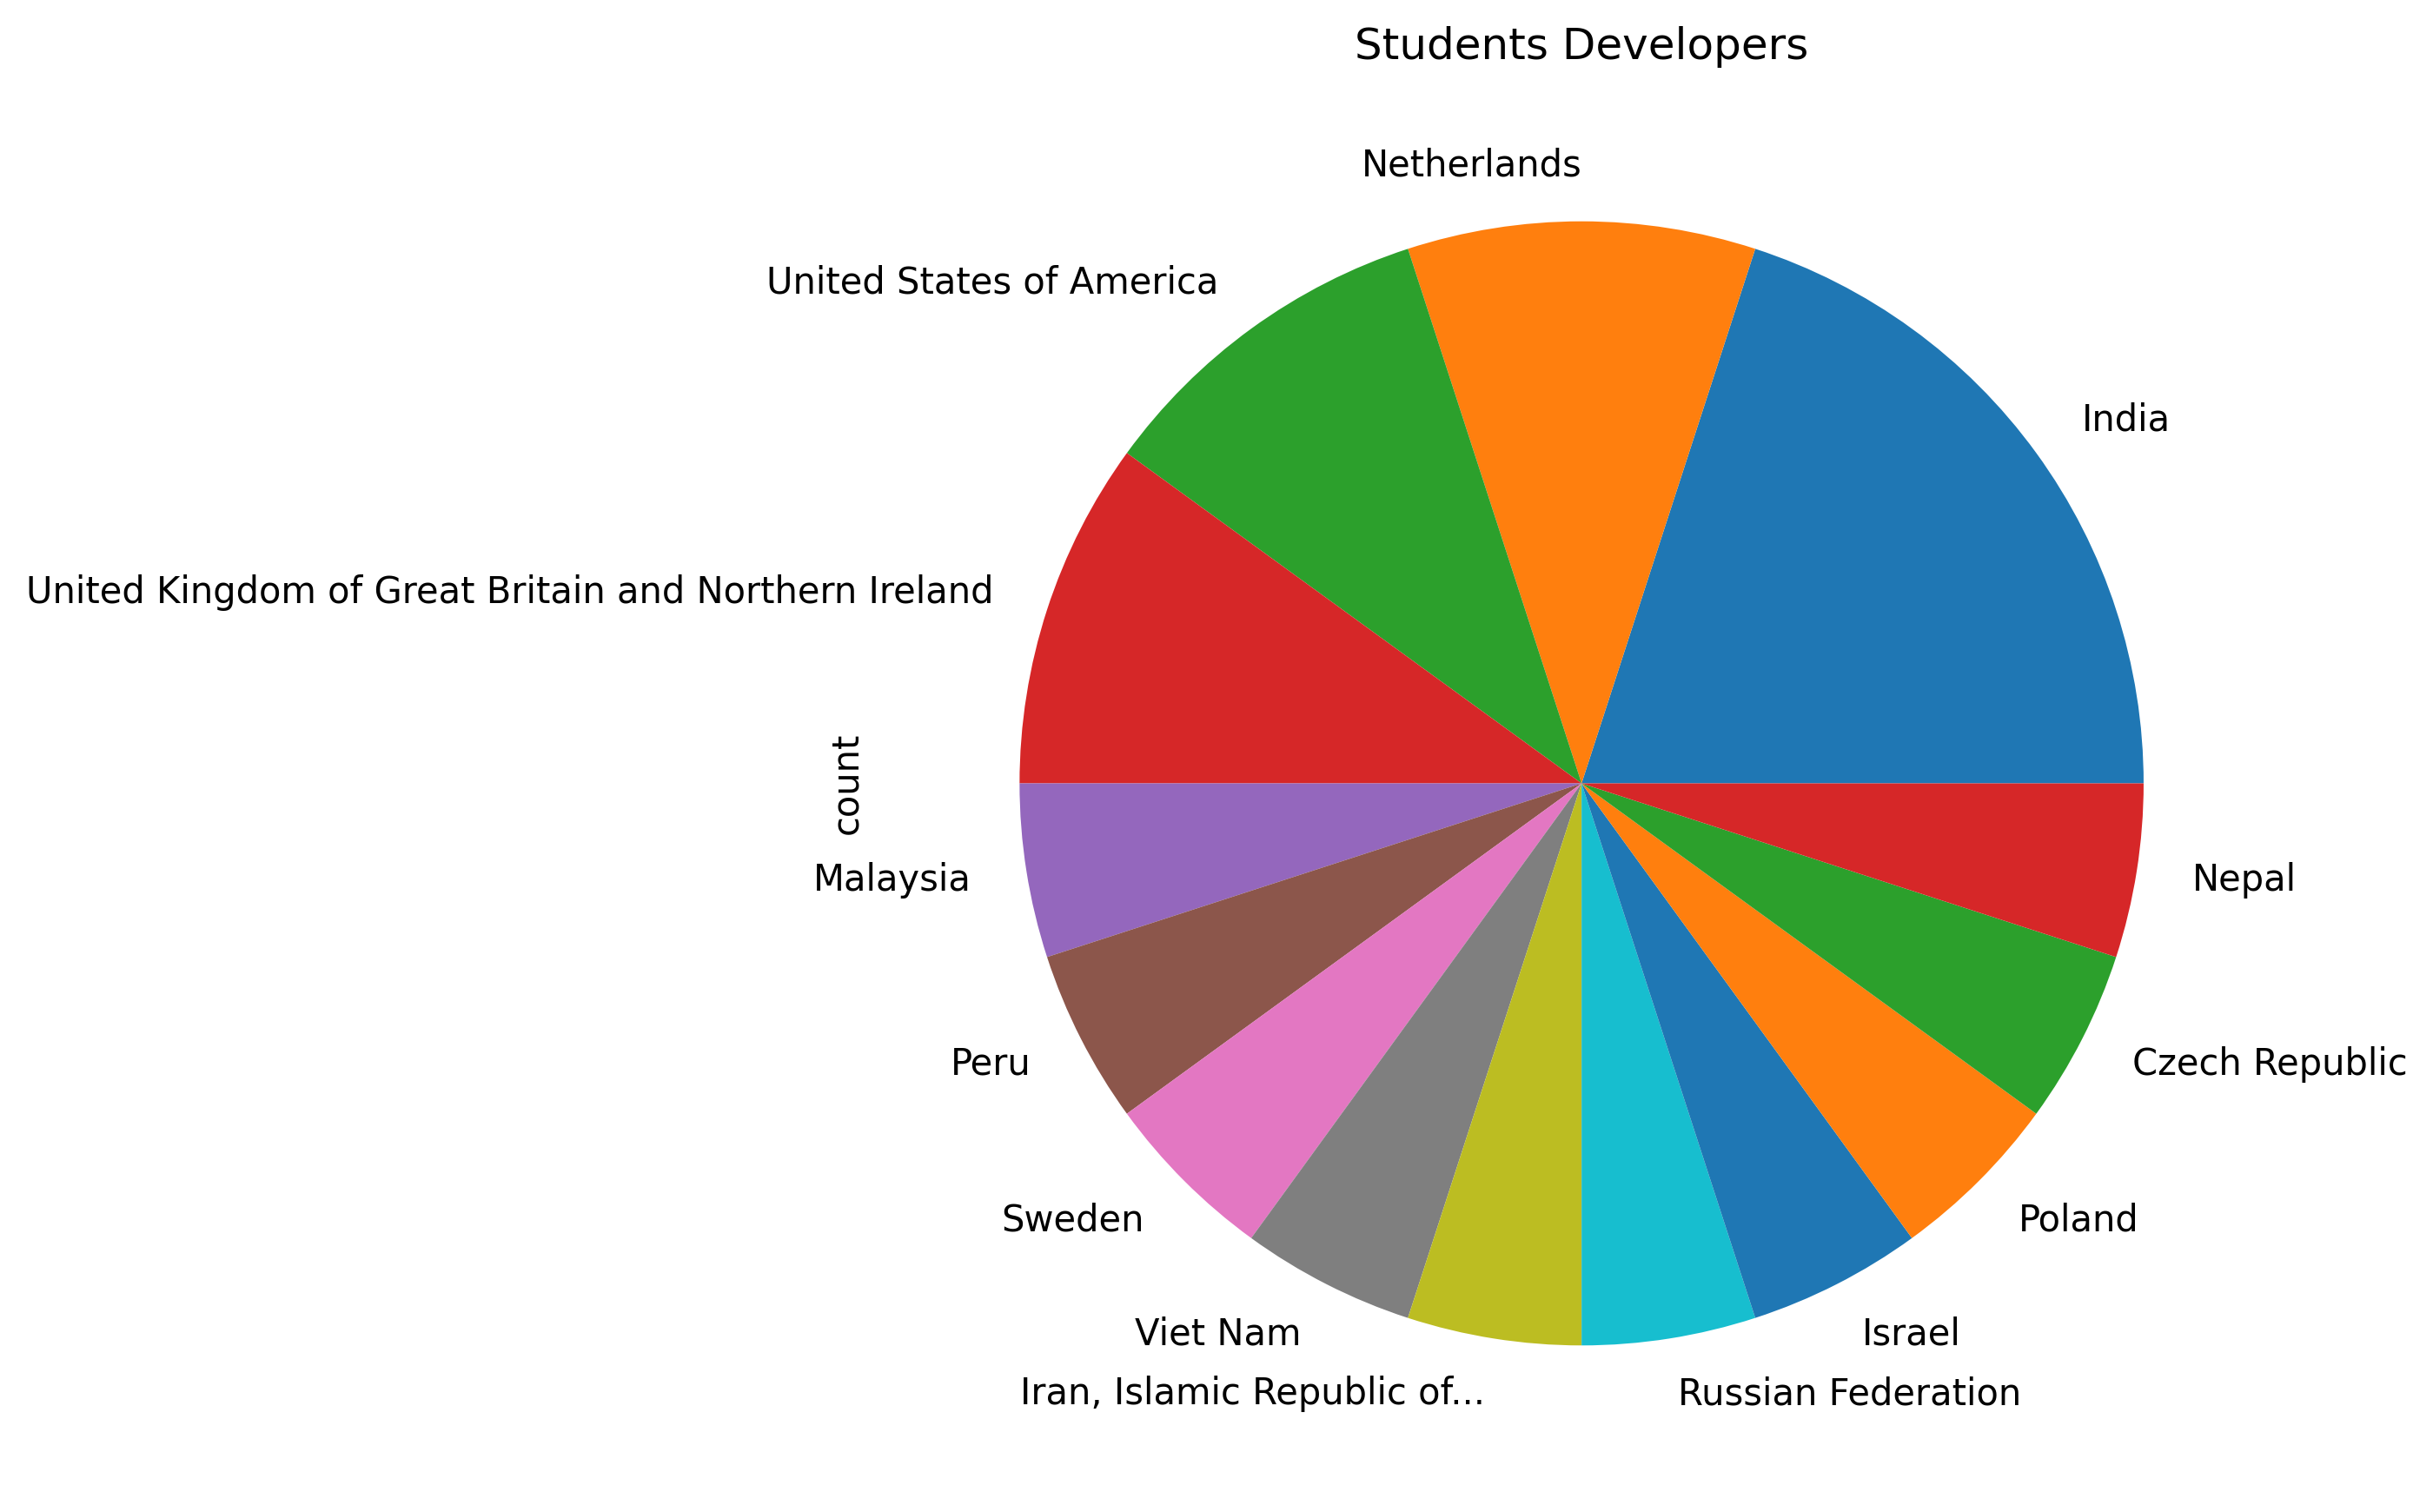 Students Developers
Netherlands
United States of America
India
United Kingdom of Great Britain and Northern Ireland
count
Malaysia
Nepal
Peru
Czech Republic
Sweden
Poland
Viet Nam
Israel
Iran, Islamic Republic of...
Russian Federation